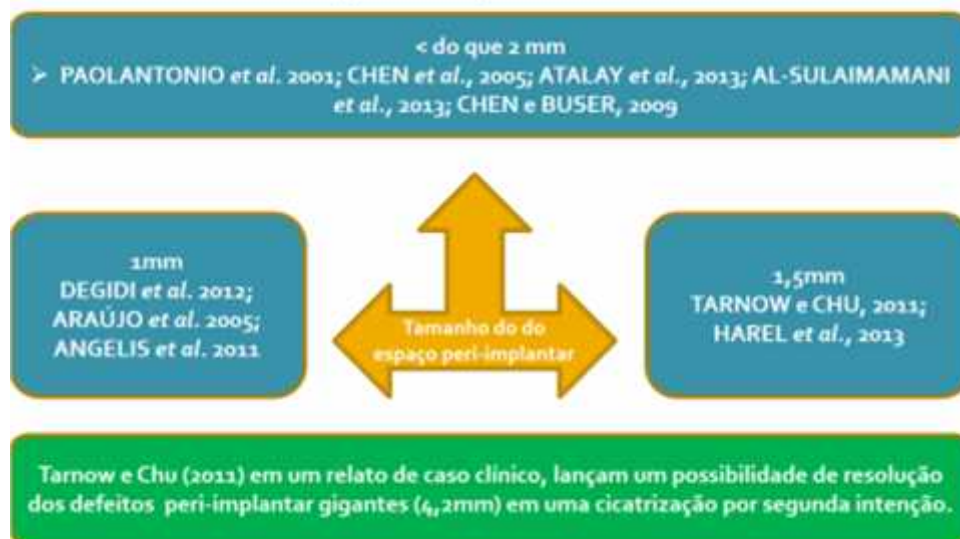 < do que 2 mm
➢ PAOLANTONIO et al. 2001; CHEN et al., 2005; ATALAY et al., 2013; AL-SULAIMAMANI
et al., 2013; CHEN e BUSER, 2009
1mm
DEGIDI et al. 2012;
ARAÚJO et al. 2005;
ANGELIS et al. 2011
Tamanho do do
espaço peri-implantar
1,5mm
TARNOW e CHU, 2011;
HAREL et al., 2013
Tarnow e Chu (2011) em um relato de caso clínico, lançam um possibilidade de resolução
dos defeitos peri-implantar gigantes (4,2mm) em uma cicatrização por segunda intenção.